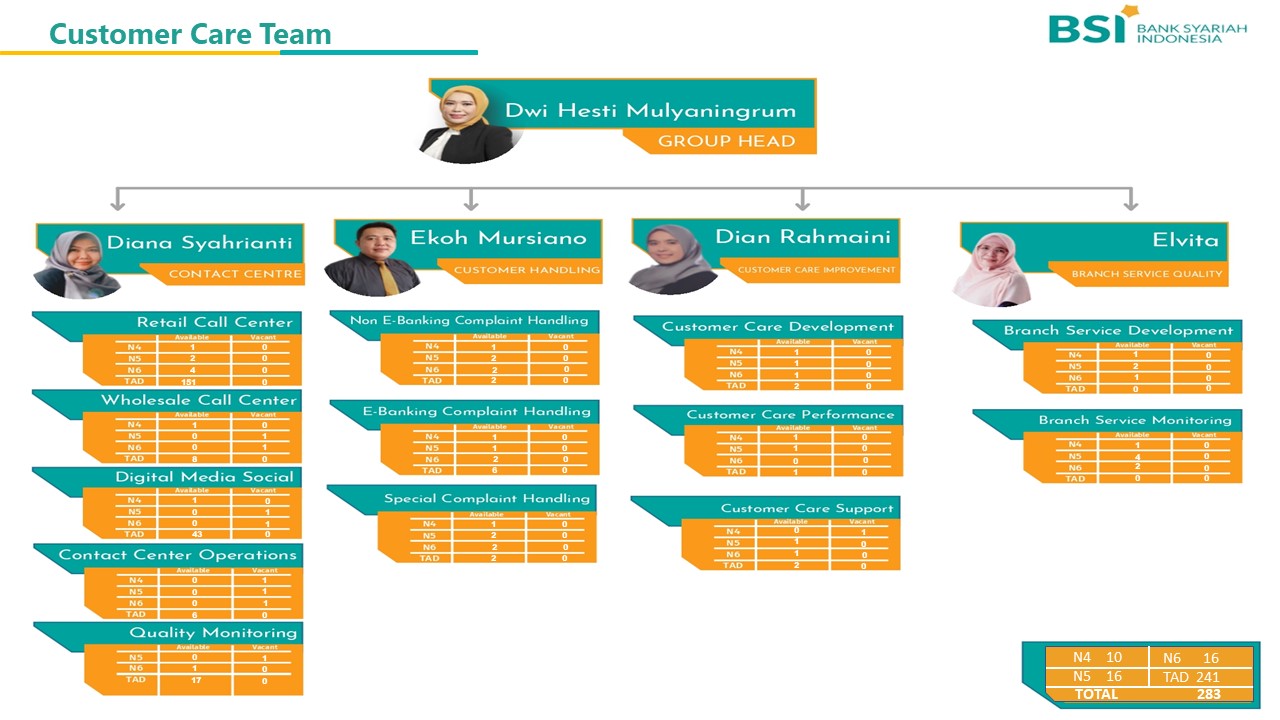 Customer Care Team
BSI BANK SYARIAH
INDONESIA
Dwi Hesti Mulyaningrum
GROUP HEAD
Diana Syahrianti
CONTACT CENTRE
Retail Call Center
Available Vacant
N4 1 0
N5 2 0
N6 4 0
TAD 151 0
Wholesale Call Center
Available Vacant
N4 1 0
N5 0 1
N6 0 1
TAD 8 0
Digital Media Social
Available Vacant
N4 1 0
N5 0 1
N6 0 1
TAD 43 0
Contact Center Operations
Available Vacant
N4 0 1
N5 0 1
N6 0 1
TAD 6 0
Quality Monitoring
Available Vacant
N5 0 1
N6 1 0
TAD 17 0
Ekoh Mursiano
CUSTOMER HANDLING
Non E-Banking Complaint Handling
Available Vacant
N4 1 0
N5 2 0
N6 2 0
TAD 2 0
E-Banking Complaint Handling
Available Vacant
N4 1 0
N5 1 0
N6 2 0
TAD 6 0
Special Complaint Handling
Available Vacant
N4 1 0
N5 2 0
N6 2 0
TAD 2 0
Dian Rahmaini
CUSTOMER CARE IMPROVEMENT
Customer Care Development
Available Vacant
N4 1 0
N5 1 0
N6 1 0
TAD 2 0
Customer Care Performance
Available Vacant
N4 1 0
N5 1 0
N6 0 0
TAD 1 0
Customer Care Support
Available Vacant
N4 0 1
N5 1 0
N6 1 0
TAD 2 0
Elvita
BRANCH SERVICE QUALITY
Branch Service Development
Available Vacant
N4 1 0
N5 2 0
N6 1 0
TAD 0 0
Branch Service Monitoring
Available Vacant
N4 1 0
N5 4 0
N6 2 0
TAD 0 0
N4 10 N6 16
N5 16 TAD 241
TOTAL 283